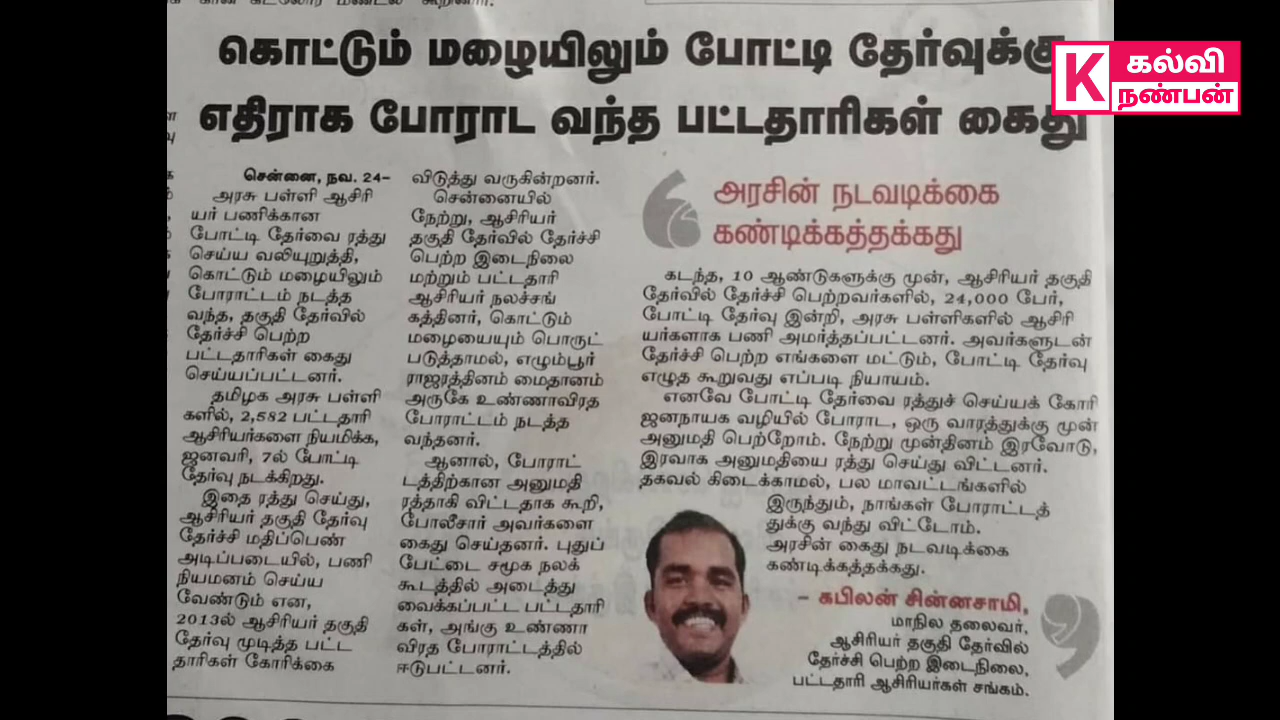 கொட்டும் மழையிலும் போட்டி தேர்வுக்கு
எதிராக போராட வந்த பட்டதாரிகள் கைது
K கல்வி
நண்பன்
சென்னை, நவ. 24–
அரசு பள்ளி ஆசிரி
யர் பணிக்கான
போட்டி தேர்வை ரத்து
செய்ய வலியுறுத்தி,
கொட்டும் மழையிலும்
போராட்டம் நடத்த
வந்த, தகுதி தேர்வில்
தேர்ச்சி பெற்ற
பட்டதாரிகள் கைது
செய்யப்பட்டனர்.
தமிழக அரசு பள்ளி
களில், 2,582 பட்டதாரி
ஆசிரியர்களை நியமிக்க,
ஜனவரி, 7ல் போட்டி
தேர்வு நடக்கிறது.
இதை ரத்து செய்து,
ஆசிரியர் தகுதி தேர்வு
தேர்ச்சி மதிப்பெண்
அடிப்படையில், பணி
நியமனம் செய்ய
வேண்டும் என,
2013ல் ஆசிரியர் தகுதி
தேர்வு முடித்த பட்ட
தாரிகள் கோரிக்கை
விடுத்து வருகின்றனர்.
சென்னையில்
நேற்று, ஆசிரியர்
தகுதி தேர்வில் தேர்ச்சி
பெற்ற இடைநிலை
மற்றும் பட்டதாரி
ஆசிரியர் நலச்சங்
கத்தினர், கொட்டும்
மழையையும் பொருட்
படுத்தாமல், எழும்பூர்
ராஜரத்தினம் மைதானம்
அருகே உண்ணாவிரத
போராட்டம் நடத்த
வந்தனர்.
ஆனால், போராட்
டத்திற்கான அனுமதி
ரத்தாகி விட்டதாக கூறி,
போலீசார் அவர்களை
கைது செய்தனர். புதுப்
பேட்டை சமூக நலக்
கூடத்தில் அடைத்து
வைக்கப்பட்ட பட்டதாரி
கள், அங்கு உண்ணா
விரத போராட்டத்தில்
ஈடுபட்டனர்.
அரசின் நடவடிக்கை
கண்டிக்கத்தக்கது
கடந்த, 10 ஆண்டுகளுக்கு முன், ஆசிரியர் தகுதி
தேர்வில் தேர்ச்சி பெற்றவர்களில், 24,000 பேர்,
போட்டி தேர்வு இன்றி, அரசு பள்ளிகளில் ஆசிரி
யர்களாக பணி அமர்த்தப்பட்டனர். அவர்களுடன்
தேர்ச்சி பெற்ற எங்களை மட்டும், போட்டி தேர்வு
எழுத கூறுவது எப்படி நியாயம்.
எனவே போட்டி தேர்வை ரத்துச் செய்யக் கோரி
ஜனநாயக வழியில் போராட, ஒரு வாரத்துக்கு முன்
அனுமதி பெற்றோம். நேற்று முன்தினம் இரவோடு,
இரவாக அனுமதியை ரத்து செய்து விட்டனர்.
தகவல் கிடைக்காமல், பல மாவட்டங்களில்
இருந்தும், நாங்கள் போராட்டத்
துக்கு வந்து விட்டோம்.
அரசின் கைது நடவடிக்கை
கண்டிக்கத்தக்கது.
– கபிலன் சின்னசாமி,
மாநில தலைவர்,
ஆசிரியர் தகுதி தேர்வில்
தேர்ச்சி பெற்ற இடைநிலை,
பட்டதாரி ஆசிரியர்கள் சங்கம்.